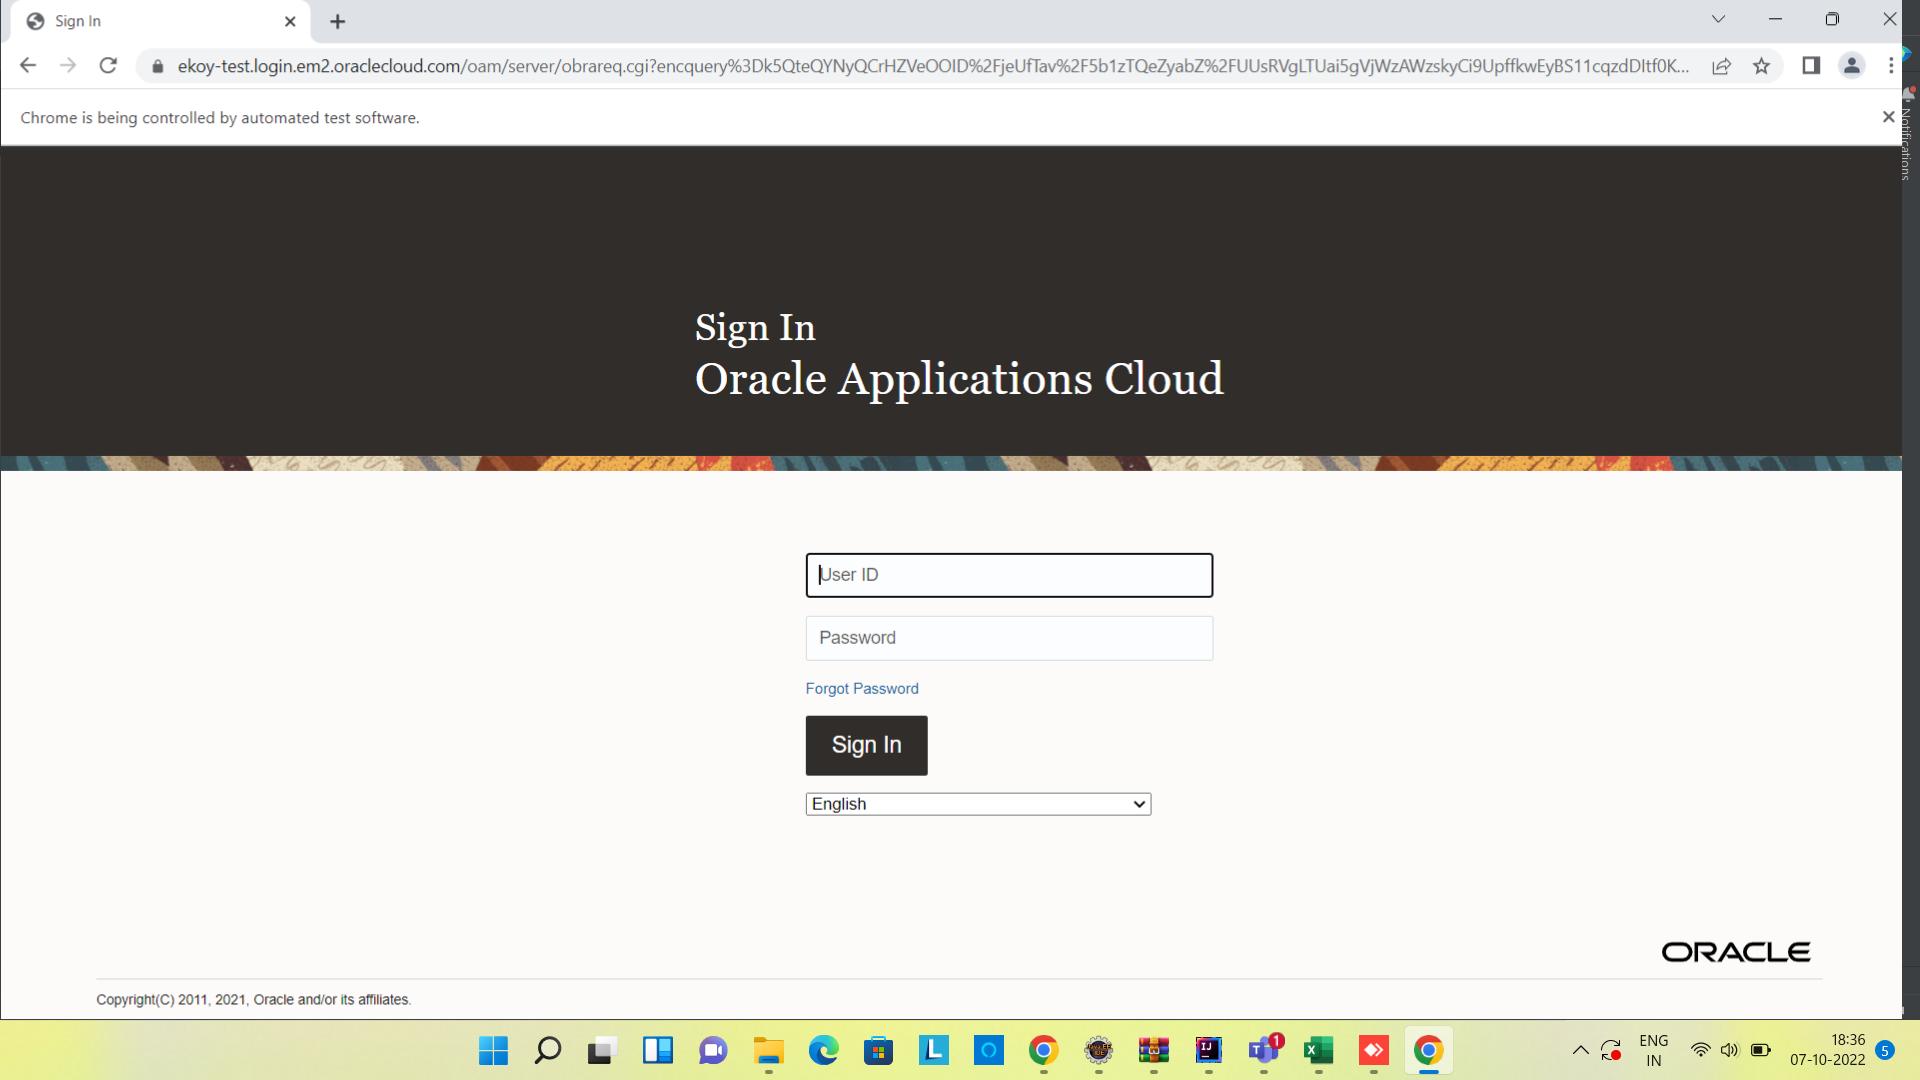 Sign In
ekoy-test.login.em2.oraclecloud.com/oam/server/obrareq.cgi?encquery%3Dk5QteQYNyQCrHZVeOOID%2FjeUfTav%2F5b1zTQeZyabZ%2FUUsRVgLTUai5gVjWzAWzskyCi9UpffkwEyBS11cqzdDItf0K...
Chrome is being controlled by automated test software.
Notifications
Sign In
Oracle Applications Cloud
User ID
Password
Forgot Password
Sign In
English
ORACLE
Copyright(C) 2011, 2021, Oracle and/or its affiliates.
1
ENG
IN
18:36
07-10-2022
5